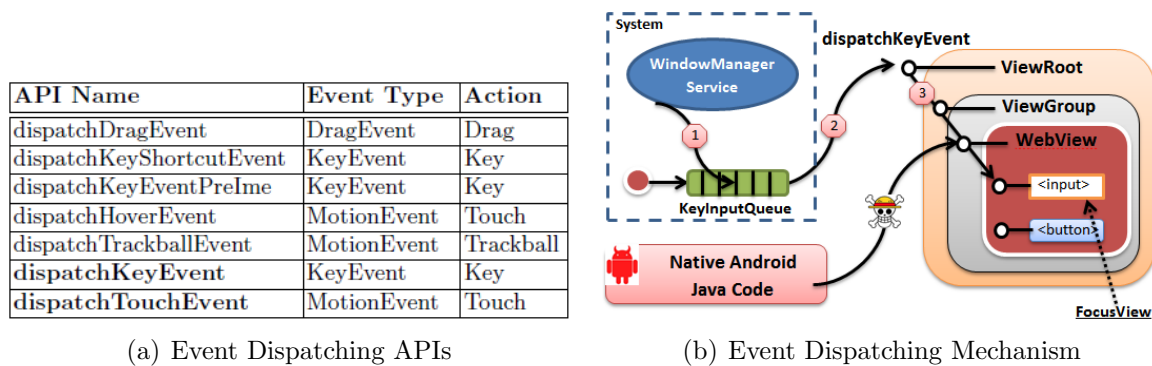 API Name Event Type Action
dispatchDragEvent DragEvent Drag
dispatchKeyShortcutEvent KeyEvent Key
dispatchKeyEventPreIme KeyEvent Key
dispatchHoverEvent MotionEvent Touch
dispatchTrackballEvent MotionEvent Trackball
dispatchKeyEvent KeyEvent Key
dispatchTouchEvent MotionEvent Touch
(a) Event Dispatching APIs
System
WindowManager
Service
1
KeyInputQueue
2
dispatchKeyEvent
3
ViewRoot
ViewGroup
WebView
<input>
<button>
FocusView
Native Android
Java Code
(b) Event Dispatching Mechanism